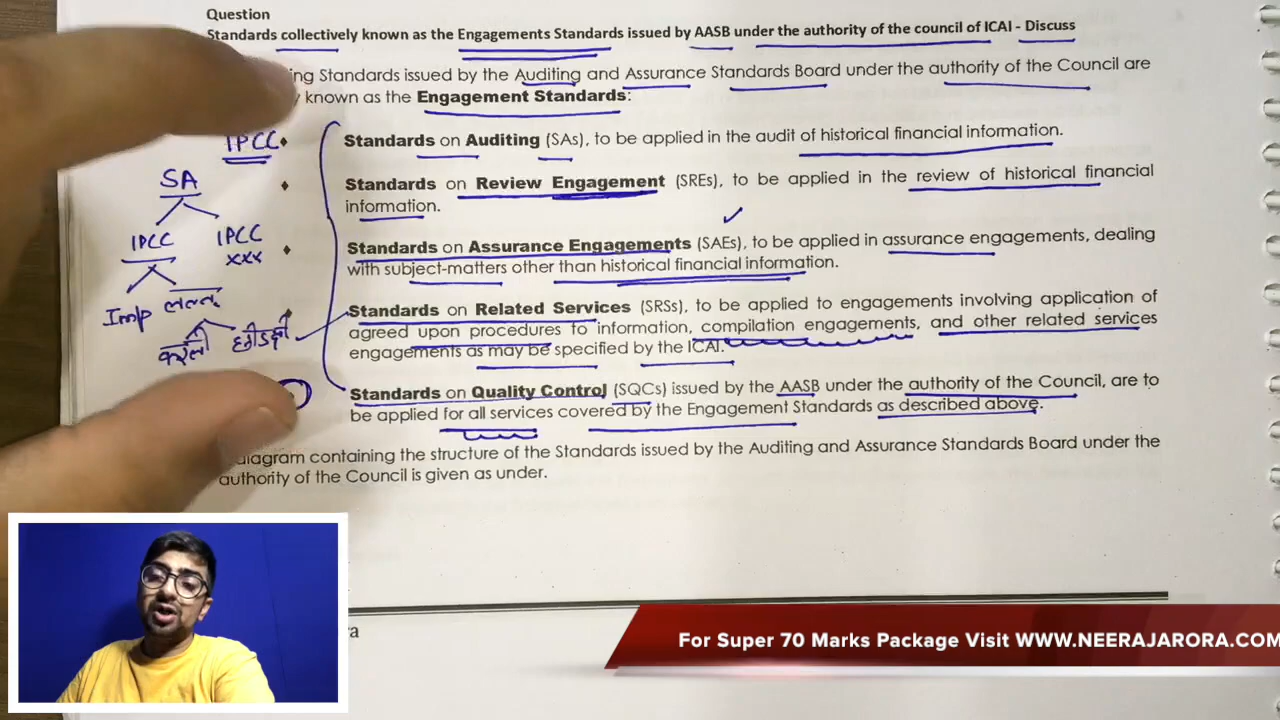 Question
Standards collectively known as the Engagements Standards issued by AASB under the authority of the council of ICAI - Discuss
ing Standards issued by the Auditing and Assurance Standards Board under the authority of the Council are
known as the Engagement Standards:
IPCC
Standards on Auditing (SAs), to be applied in the audit of historical financial information.
SA
IPCC IPCC
xxx
Imp
Standards on Review Engagement (SREs), to be applied in the review of historical financial
information.
Standards on Assurance Engagements (SAEs), to be applied in assurance engagements, dealing
with subject-matters other than historical financial information.
Standards on Related Services (SRSs), to be applied to engagements involving application of
agreed upon procedures to information, compilation engagements, and other related services
engagements as may be specified by the ICAI.
Standards on Quality Control (SQCs) issued by the AASB under the authority of the Council, are to
be applied for all services covered by the Engagement Standards as described above.
diagram containing the structure of the Standards issued by the Auditing and Assurance Standards Board under the
authority of the Council is given as under.
ra
For Super 70 Marks Package Visit WWW.NEERAJARORA.COM